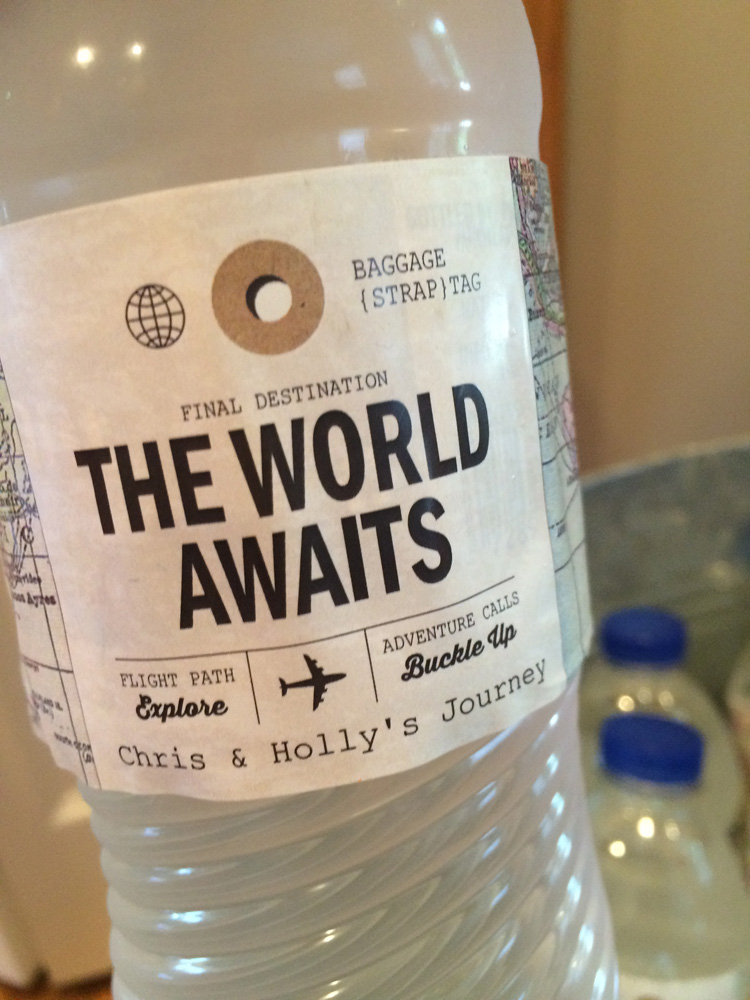 BAGGAGE
{STRAP}TAG
FINAL DESTINATION
THE WORLD
AWAITS
FLIGHT PATH
Explore
ADVENTURE CALLS
Buckle Up
Chris & Holly's Journey